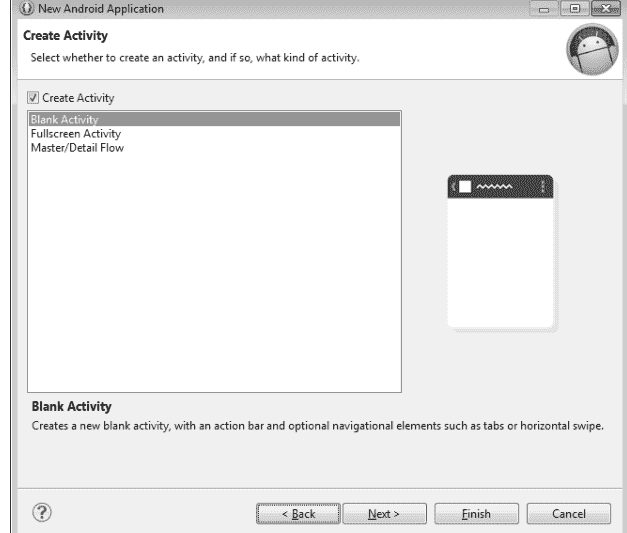 New Android Application
Create Activity
Select whether to create an activity, and if so, what kind of activity.
Create Activity
Blank Activity
Fullscreen Activity
Master/Detail Flow
Blank Activity
Creates a new blank activity, with an action bar and optional navigational elements such as tabs or horizontal swipe.
< Back Next > Finish Cancel